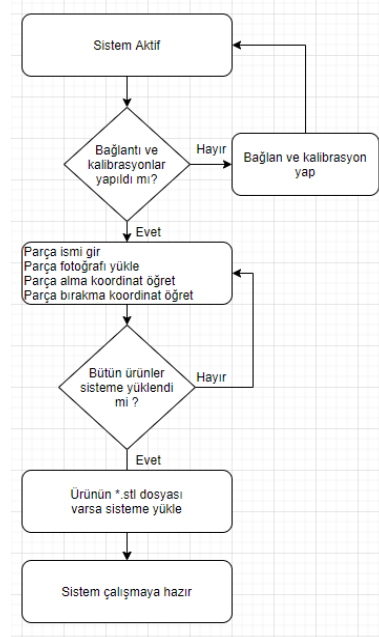 Sistem Aktif
Bağlantı ve
kalibrasyonlar
yapıldı mı?
Hayır
Bağlan ve kalibrasyon
yap
Evet
Parça ismi gir
Parça fotoğrafı yükle
Parça alma koordinat öğret
Parça bırakma koordinat öğret
Bütün ürünler
sisteme yüklendi
mi ?
Hayır
Evet
Ürünün *.stl dosyası
varsa sisteme yükle
Sistem çalışmaya hazır